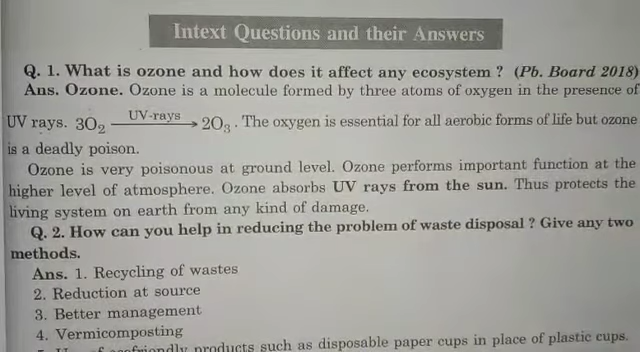 Intext Questions and their Answers
Q. 1. What is ozone and how does it affect any ecosystem ? (Pb. Board 2018)
Ans. Ozone. Ozone is a molecule formed by three atoms of oxygen in the presence of
UV rays. 3O₂ —UV-rays→ 2O₃. The oxygen is essential for all aerobic forms of life but ozone
is a deadly poison.
Ozone is very poisonous at ground level. Ozone performs important function at the
higher level of atmosphere. Ozone absorbs UV rays from the sun. Thus protects the
living system on earth from any kind of damage.
Q. 2. How can you help in reducing the problem of waste disposal ? Give any two
methods.
Ans. 1. Recycling of wastes
2. Reduction at source
3. Better management
4. Vermicomposting
products such as disposable paper cups in place of plastic cups.